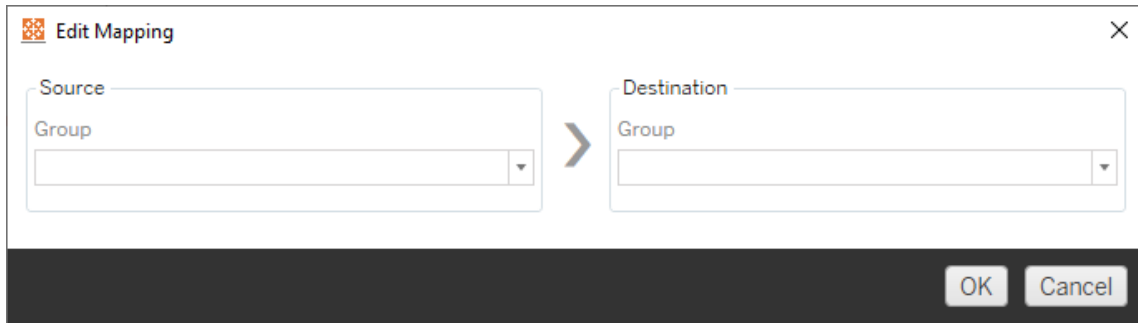 Edit Mapping
Source
Destination
Group
Group
OK
Cancel